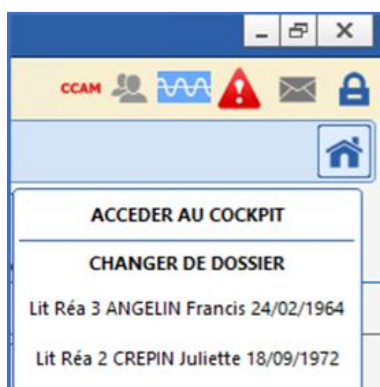 CCAM
ACCEDER AU COCKPIT
CHANGER DE DOSSIER
Lit Réa 3 ANGELIN Francis 24/02/1964
Lit Réa 2 CREPIN Juliette 18/09/1972